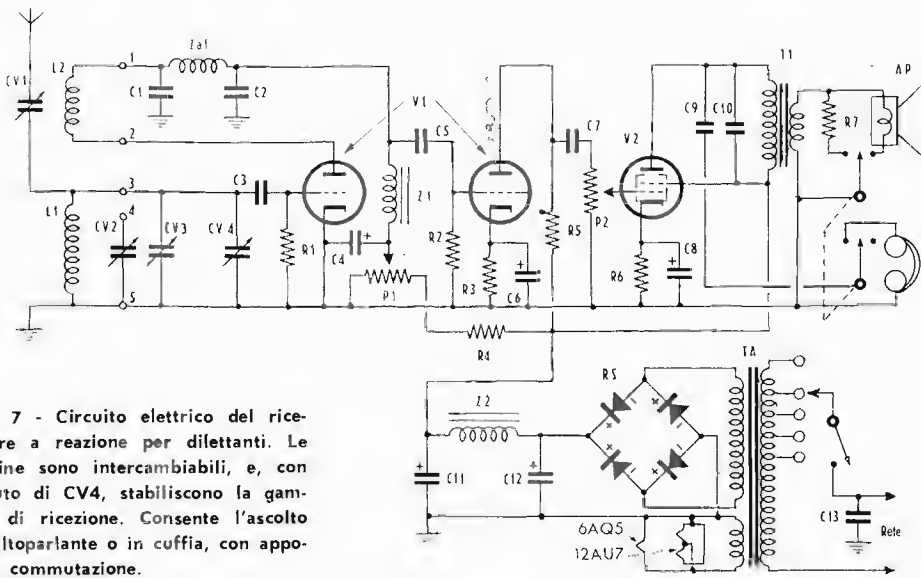 CV1
L2
1
Za1
C1
C2
2
V1
C5
C7
V2
C9
C10
T1
R7
AP
3
C3
L1
CV2
4
CV3
CV4
R1
C4
Z1
R2
R3
C6
R5
P2
R6
C8
5
P1
R4
Z2
RS
TA
C11
C12
6AQ5
12AU7
C13
Rete
7 - Circuito elettrico del rice-
re a reazione per dilettanti. Le
ine sono intercambiabili, e, con
to di CV4, stabiliscono la gam-
di ricezione. Consente l'ascolto
ltoparlante o in cuffia, con appo-
commutazione.